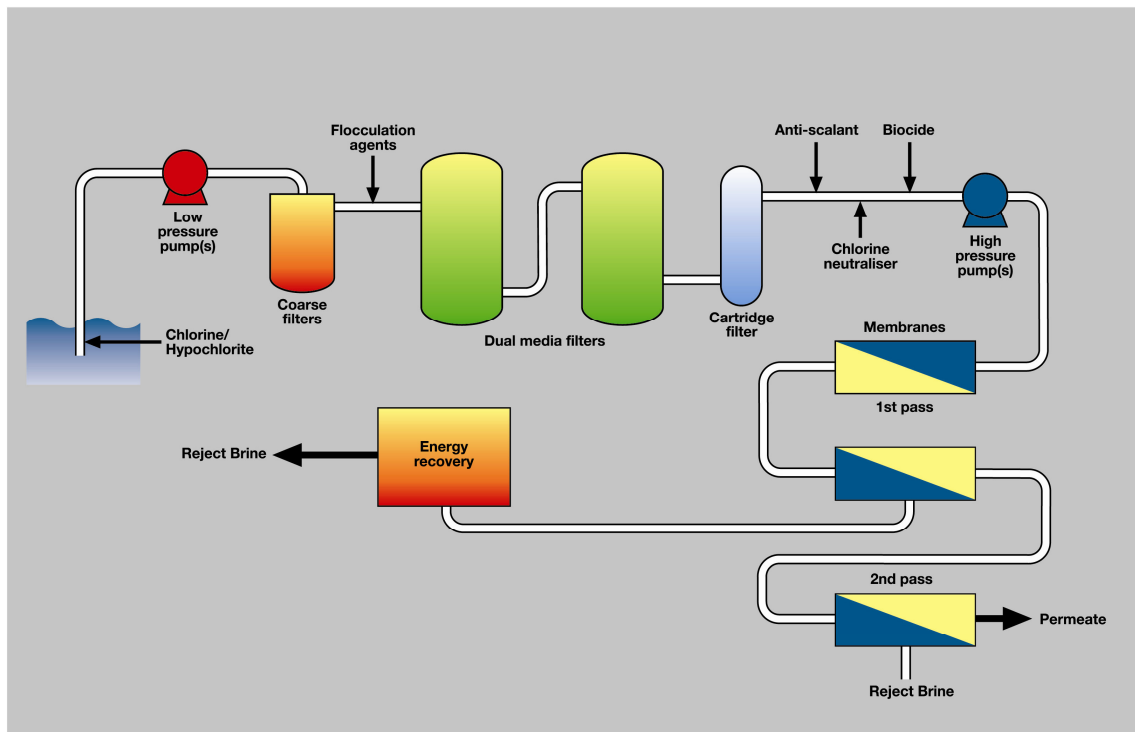 Flocculation
agents
Anti-scalant
Biocide
Low
pressure
pump(s)
Chlorine
neutraliser
High
pressure
pump(s)
Coarse
filters
Cartridge
filter
Chlorine/
Hypochlorite
Dual media filters
Membranes
1st pass
Reject Brine
Energy
recovery
2nd pass
Permeate
Reject Brine